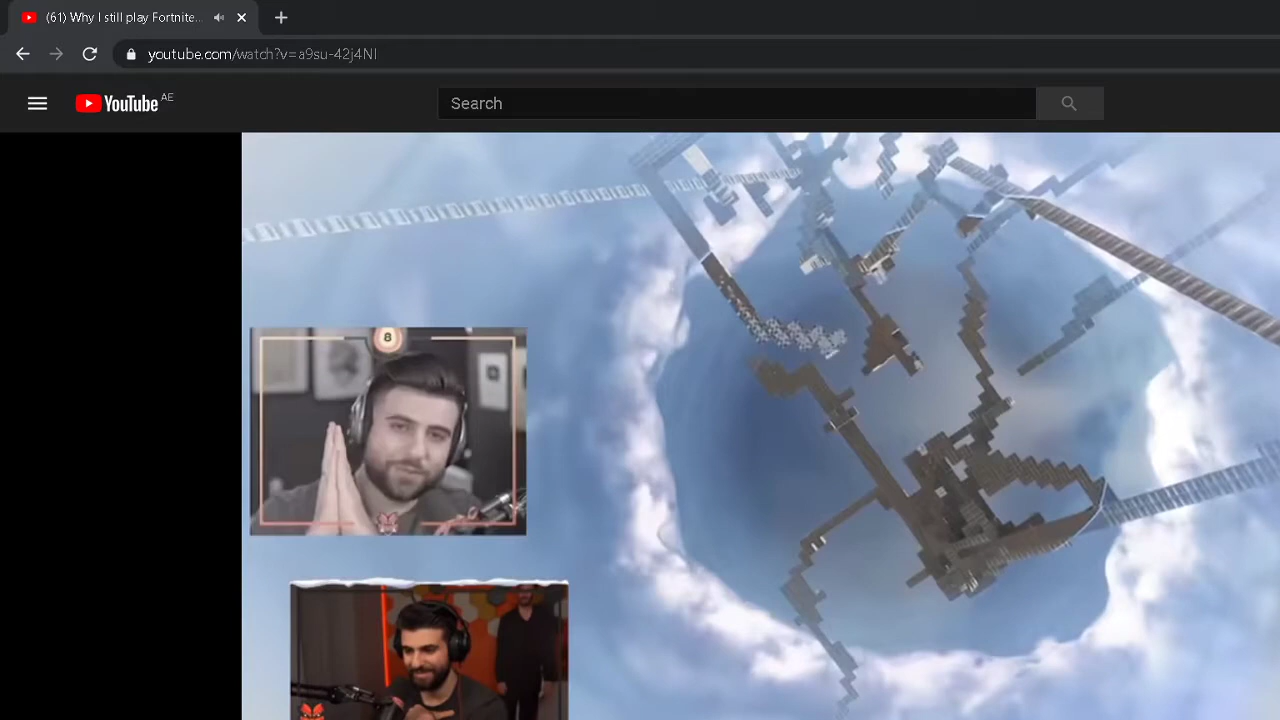 (61) Why I still play Fortnite...
youtube.com/watch?v=a9su-42j4NI
YouTube AE
Search
8